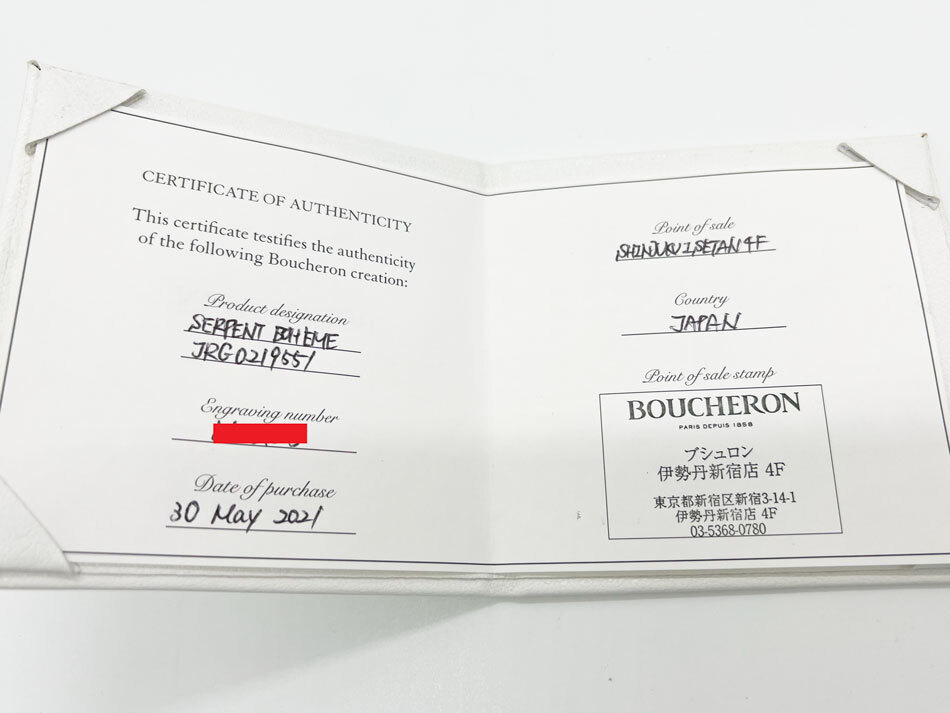 CERTIFICATE OF AUTHENTICITY
This certificate testifies the authenticity
of the following Boucheron creation:
Product designation
SERPENT BOHEME
JRG0219551
Engraving number
Date of purchase
30 May 2021
Point of sale
SHINJUKU ISETAN 4F
Country
JAPAN
Point of sale stamp
BOUCHERON
PARIS DEPUIS 1858
ブシュロン
伊勢丹新宿店 4F
東京都新宿区新宿3-14-1
伊勢丹新宿店 4F
03-5368-0780